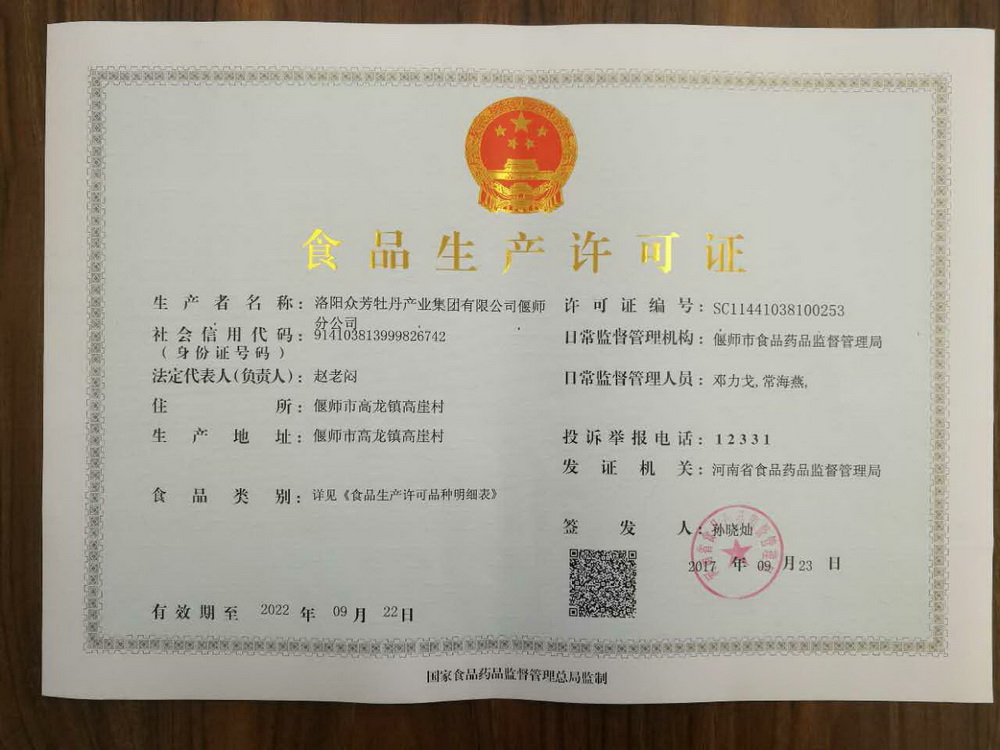 食品生产许可证
生产者名称：洛阳众芳牡丹产业集团有限公司偃师
分公司
社会信用代码：914103813999826742
（身份证号码）
法定代表人(负责人)：赵老闷
住所：偃师市高龙镇高崖村
生产地址：偃师市高龙镇高崖村
食品类别：详见《食品生产许可品种明细表》
有效期至 2022 年 09 月 22 日
许可证编号：SC11441038100253
日常监督管理机构：偃师市食品药品监督管理局
日常监督管理人员：邓力戈,常海燕,
投诉举报电话：12331
发证机关：河南省食品药品监督管理局
签发人：孙晓灿
2017 年 09 月 23 日
国家食品药品监督管理总局监制